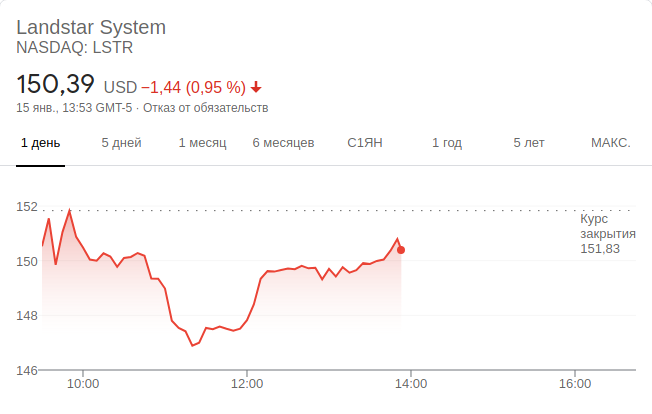 Landstar System
NASDAQ: LSTR
150,39 USD −1,44 (0,95 %)
15 янв., 13:53 GMT-5 · Отказ от обязательств
1 день 5 дней 1 месяц 6 месяцев С1ЯН 1 год 5 лет МАКС.
152
Курс
закрытия
151,83
150
148
146
10:00 12:00 14:00 16:00